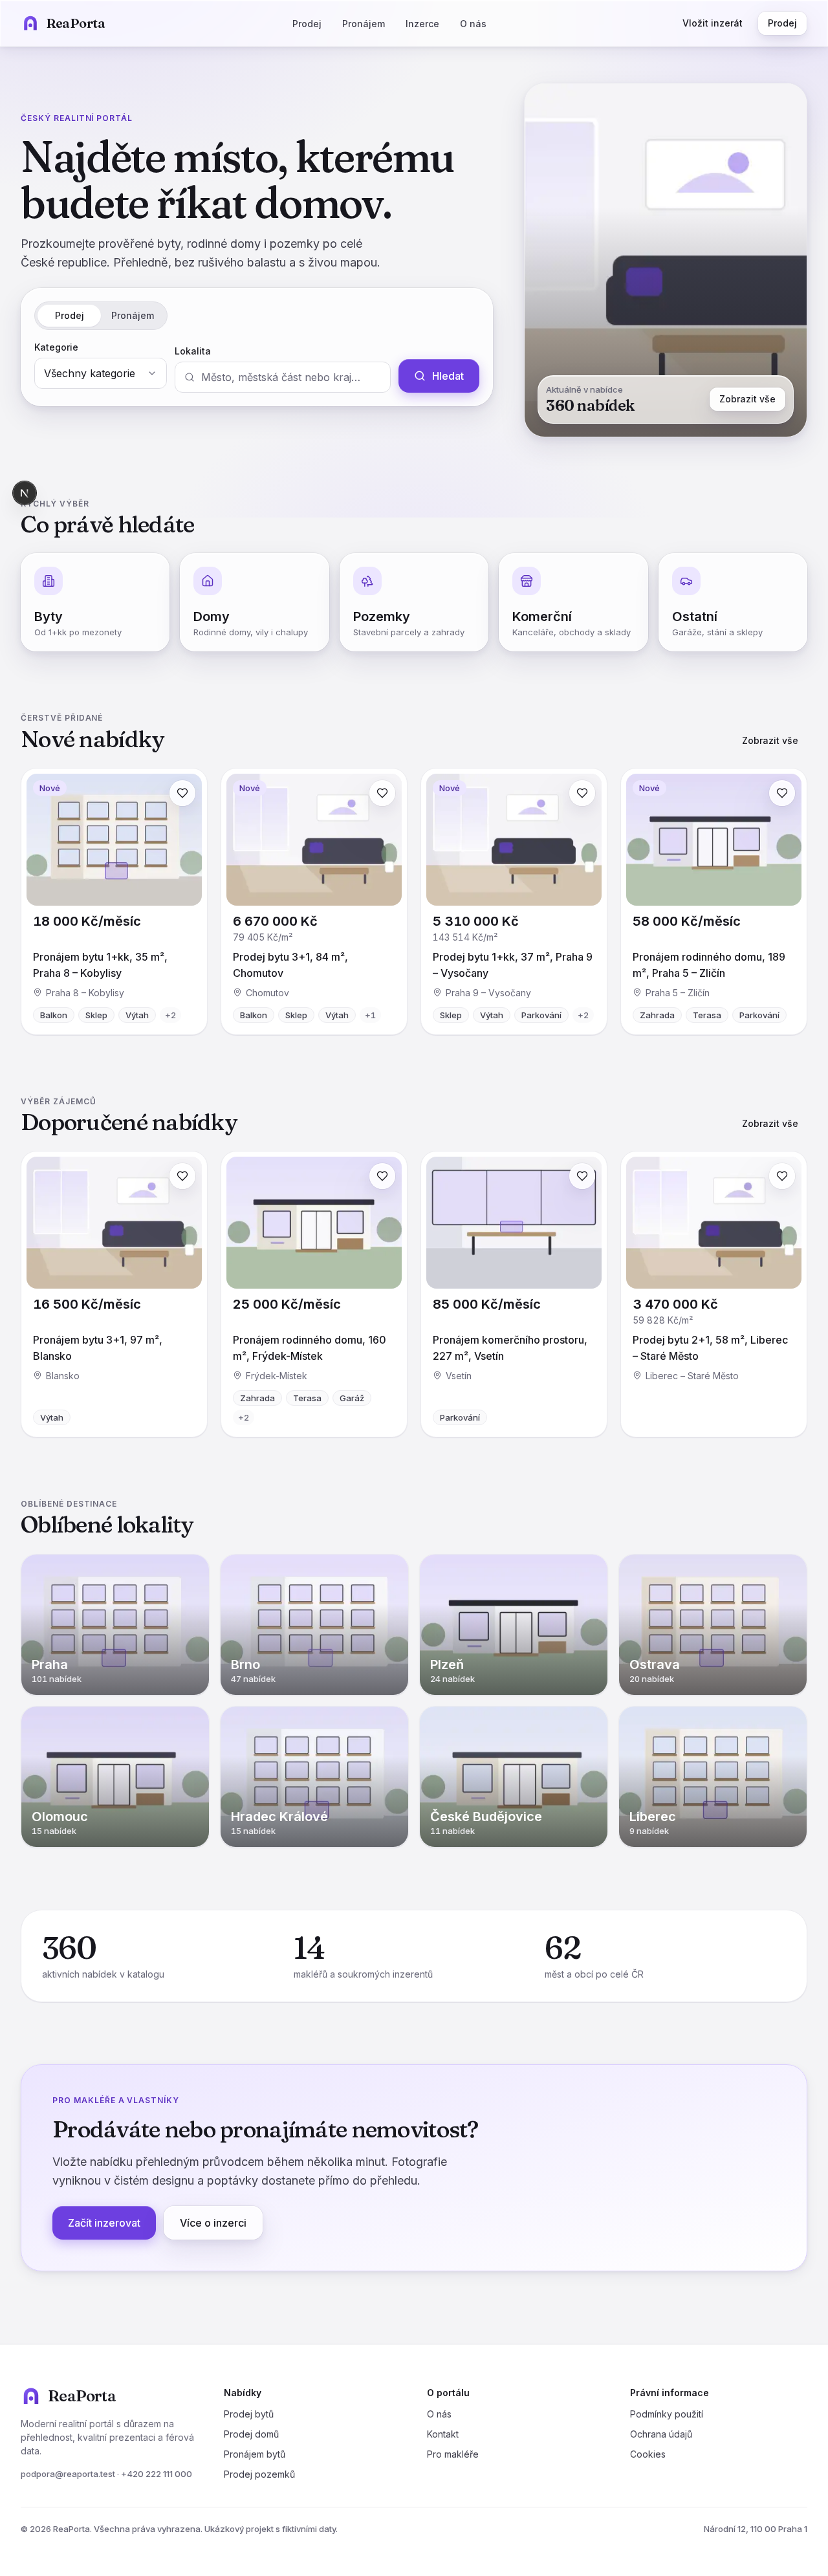 ReaPorta
Prodej
Pronájem
Inzerce
O nás
Vložit inzerát
Prodej
ČESKÝ REALITNÍ PORTÁL
Najděte místo, kterému
budete říkat domov.
Prozkoumejte prověřené byty, rodinné domy i pozemky po celé
České republice. Přehledně, bez rušivého balastu a s živou mapou.
Prodej
Pronájem
Kategorie
Všechny kategorie
Lokalita
Město, městská část nebo kraj…
Hledat
Aktuálně v nabídce
360 nabídek
Zobrazit vše
N
RYCHLÝ VÝBĚR
Co právě hledáte
Byty
Od 1+kk po mezonety
Domy
Rodinné domy, vily i chalupy
Pozemky
Stavební parcely a zahrady
Komerční
Kanceláře, obchody a sklady
Ostatní
Garáže, stání a sklepy
ČERSTVĚ PŘIDANÉ
Nové nabídky
Zobrazit vše
Nové
18 000 Kč/měsíc
Pronájem bytu 1+kk, 35 m²,
Praha 8 – Kobylisy
Praha 8 – Kobylisy
Balkon
Sklep
Výtah
+2
Nové
6 670 000 Kč
79 405 Kč/m²
Prodej bytu 3+1, 84 m²,
Chomutov
Chomutov
Balkon
Sklep
Výtah
+1
Nové
5 310 000 Kč
143 514 Kč/m²
Prodej bytu 1+kk, 37 m², Praha 9
– Vysočany
Praha 9 – Vysočany
Sklep
Výtah
Parkování
+2
Nové
58 000 Kč/měsíc
Pronájem rodinného domu, 189
m², Praha 5 – Zličín
Praha 5 – Zličín
Zahrada
Terasa
Parkování
VÝBĚR ZÁJEMCŮ
Doporučené nabídky
Zobrazit vše
16 500 Kč/měsíc
Pronájem bytu 3+1, 97 m²,
Blansko
Blansko
Výtah
25 000 Kč/měsíc
Pronájem rodinného domu, 160
m², Frýdek-Místek
Frýdek-Místek
Zahrada
Terasa
Garáž
+2
85 000 Kč/měsíc
Pronájem komerčního prostoru,
227 m², Vsetín
Vsetín
Parkování
3 470 000 Kč
59 828 Kč/m²
Prodej bytu 2+1, 58 m², Liberec
– Staré Město
Liberec – Staré Město
OBLÍBENÉ DESTINACE
Oblíbené lokality
Praha
101 nabídek
Brno
47 nabídek
Plzeň
24 nabídek
Ostrava
20 nabídek
Olomouc
15 nabídek
Hradec Králové
15 nabídek
České Budějovice
11 nabídek
Liberec
9 nabídek
360
aktivních nabídek v katalogu
14
makléřů a soukromých inzerentů
62
měst a obcí po celé ČR
PRO MAKLÉŘE A VLASTNÍKY
Prodáváte nebo pronajímáte nemovitost?
Vložte nabídku přehledným průvodcem během několika minut. Fotografie
vyniknou v čistém designu a poptávky dostanete přímo do přehledu.
Začít inzerovat
Více o inzerci
ReaPorta
Moderní realitní portál s důrazem na
přehlednost, kvalitní prezentaci a férová
data.
podpora@reaporta.test · +420 222 111 000
Nabídky
Prodej bytů
Prodej domů
Pronájem bytů
Prodej pozemků
O portálu
O nás
Kontakt
Pro makléře
Právní informace
Podmínky použití
Ochrana údajů
Cookies
© 2026 ReaPorta. Všechna práva vyhrazena. Ukázkový projekt s fiktivními daty.
Národní 12, 110 00 Praha 1